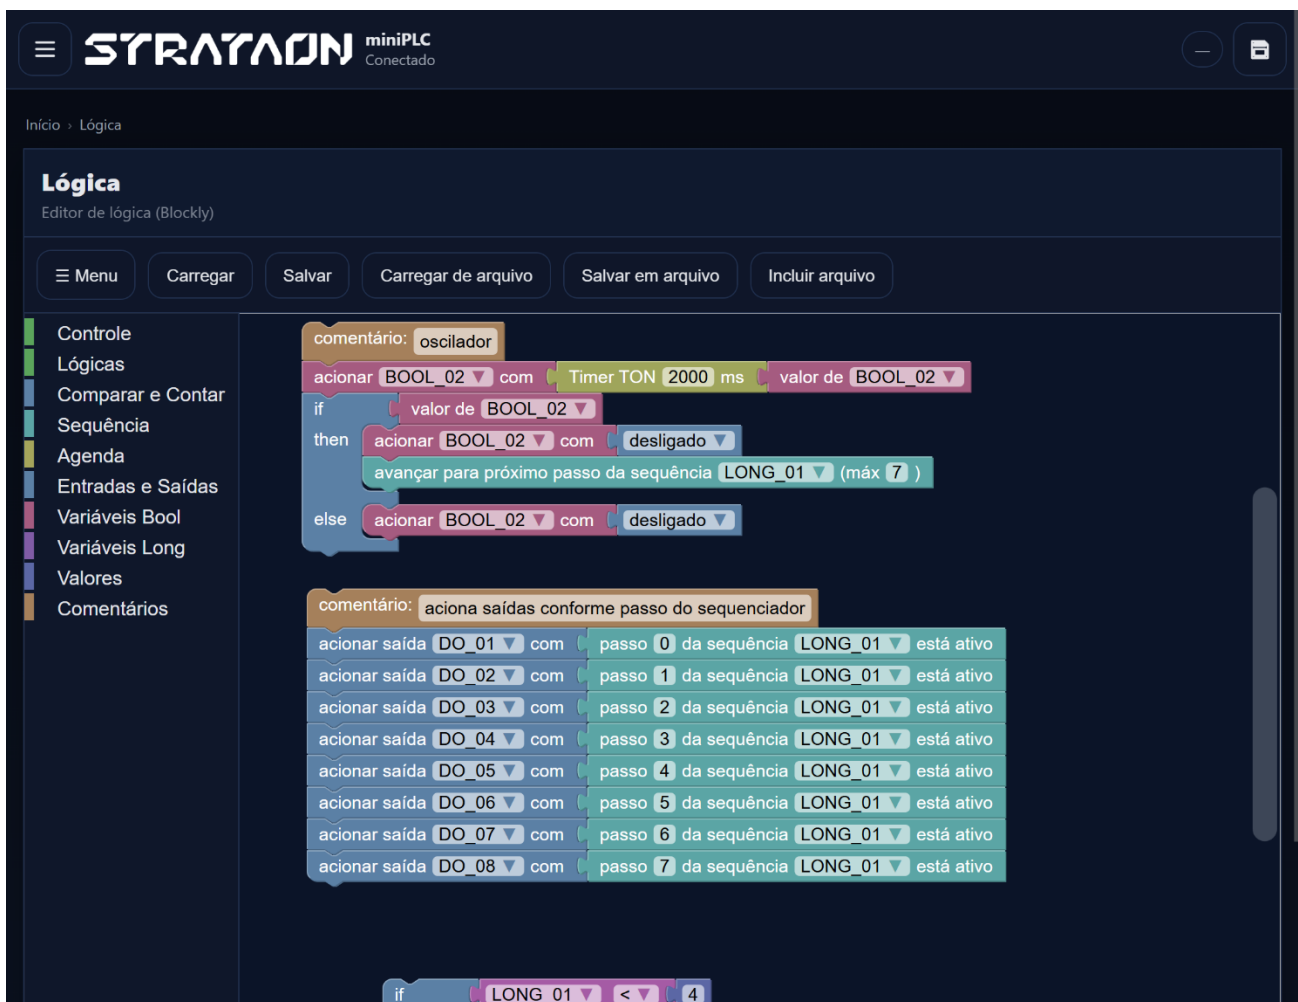 ☰ STRATAON miniPLC
Conectado
—
Início › Lógica
Lógica
Editor de lógica (Blockly)
☰ Menu Carregar Salvar Carregar de arquivo Salvar em arquivo Incluir arquivo
Controle
Lógicas
Comparar e Contar
Sequência
Agenda
Entradas e Saídas
Variáveis Bool
Variáveis Long
Valores
Comentários
comentário: oscilador
acionar BOOL_02 ▼ com Timer TON 2000 ms valor de BOOL_02 ▼
if valor de BOOL_02 ▼
then acionar BOOL_02 ▼ com desligado ▼
avançar para próximo passo da sequência LONG_01 ▼ (máx 7 )
else acionar BOOL_02 ▼ com desligado ▼
comentário: aciona saídas conforme passo do sequenciador
acionar saída DO_01 ▼ com passo 0 da sequência LONG_01 ▼ está ativo
acionar saída DO_02 ▼ com passo 1 da sequência LONG_01 ▼ está ativo
acionar saída DO_03 ▼ com passo 2 da sequência LONG_01 ▼ está ativo
acionar saída DO_04 ▼ com passo 3 da sequência LONG_01 ▼ está ativo
acionar saída DO_05 ▼ com passo 4 da sequência LONG_01 ▼ está ativo
acionar saída DO_06 ▼ com passo 5 da sequência LONG_01 ▼ está ativo
acionar saída DO_07 ▼ com passo 6 da sequência LONG_01 ▼ está ativo
acionar saída DO_08 ▼ com passo 7 da sequência LONG_01 ▼ está ativo
if LONG_01 ▼ < ▼ 4